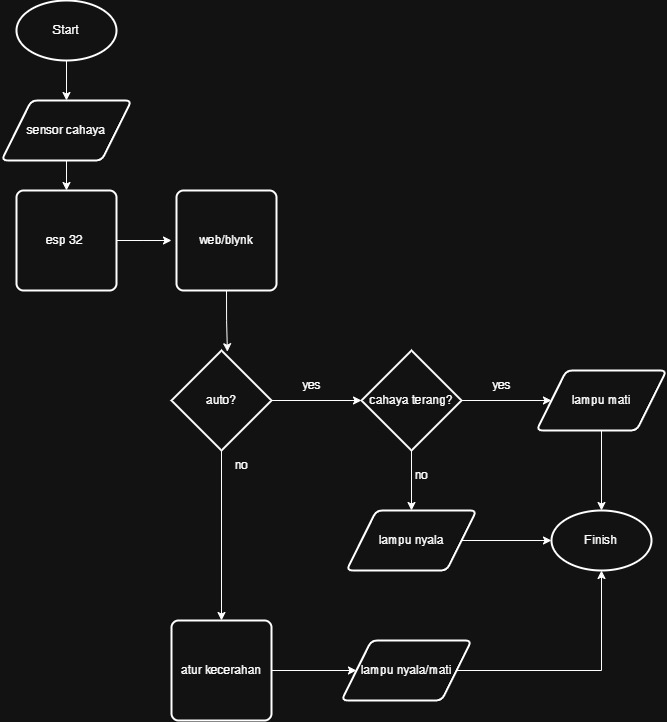 Start
sensor cahaya
esp 32
web/blynk
auto?
yes
cahaya terang?
yes
lampu mati
no
no
lampu nyala
Finish
atur kecerahan
lampu nyala/mati